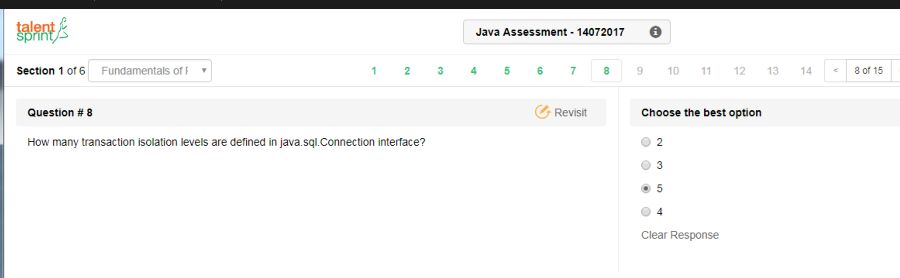 talent
sprint
Java Assessment - 14072017
Section 1 of 6
Fundamentals of
1 2 3 4 5 6 7 8 9 10 11 12 13 14 < 8 of 15
Question # 8
Revisit
Choose the best option
How many transaction isolation levels are defined in java.sql.Connection interface?
2
3
5
4
Clear Response